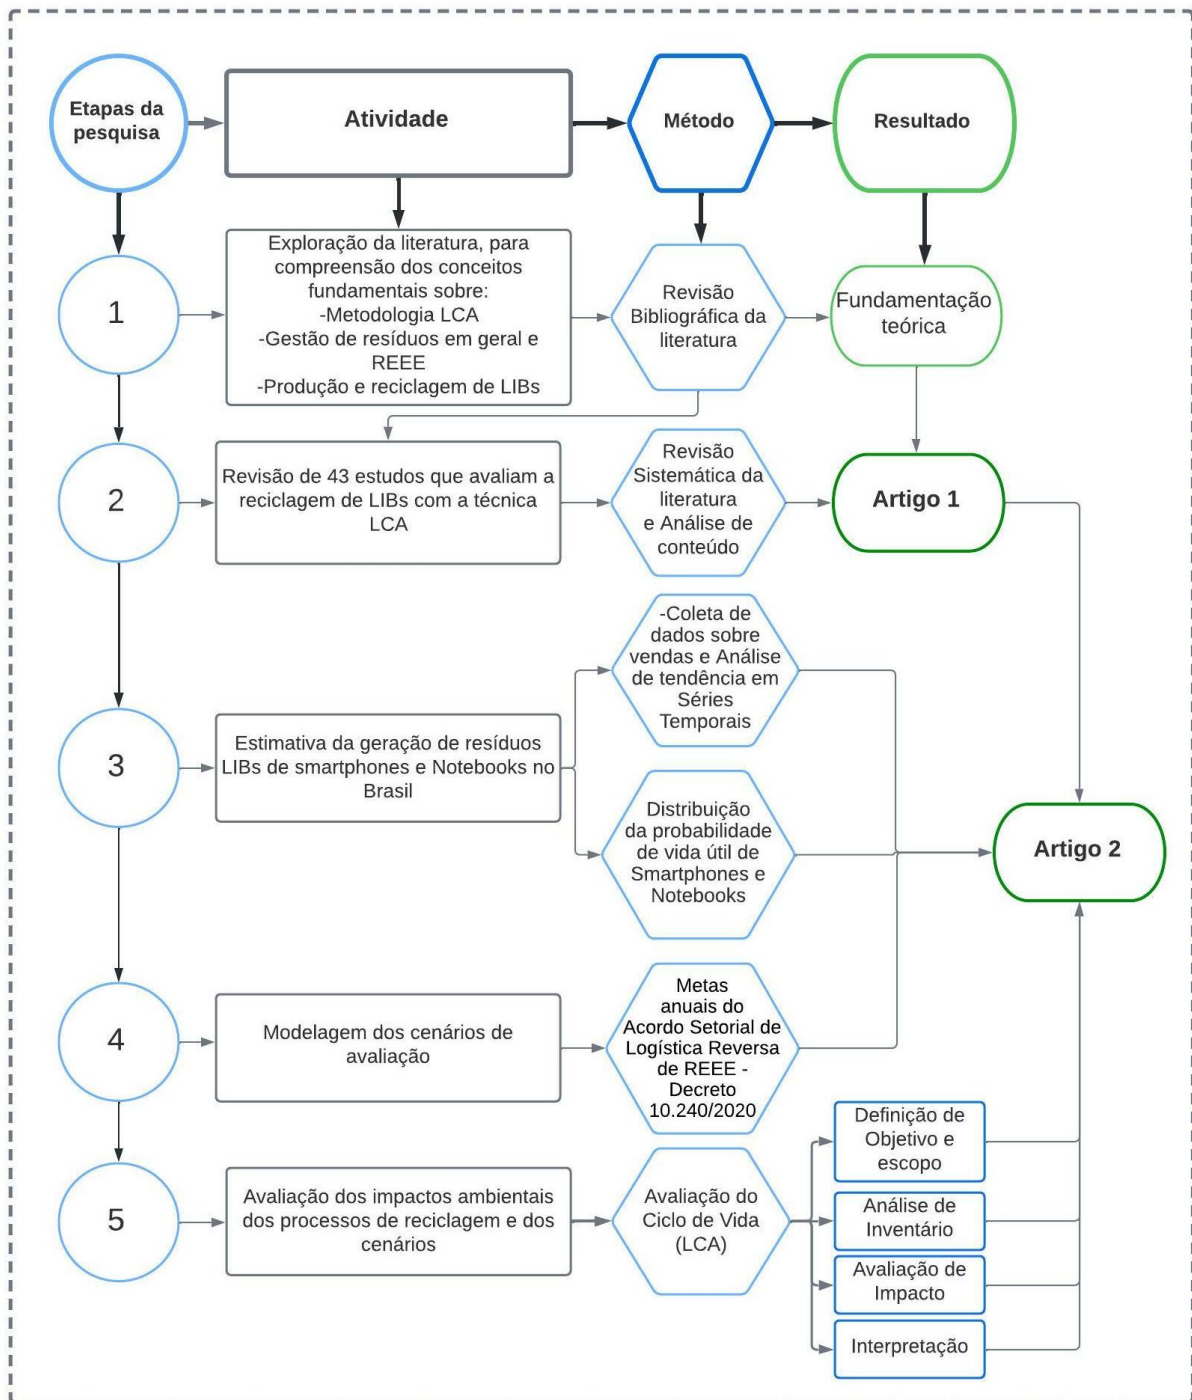 Etapas da
pesquisa
Atividade
Método
Resultado
1
Exploração da literatura, para
compreensão dos conceitos
fundamentais sobre:
-Metodologia LCA
-Gestão de resíduos em geral e
REEE
-Produção e reciclagem de LIBs
Revisão
Bibliográfica da
literatura
Fundamentação
teórica
2
Revisão de 43 estudos que avaliam a
reciclagem de LIBs com a técnica
LCA
Revisão
Sistemática da
literatura
e Análise de
conteúdo
Artigo 1
3
Estimativa da geração de resíduos
LIBs de smartphones e Notebooks no
Brasil
-Coleta de
dados sobre
vendas e Análise
de tendência em
Séries
Temporais
Distribuição
da probabilidade
de vida útil de
Smartphones e
Notebooks
Artigo 2
4
Modelagem dos cenários de
avaliação
Metas
anuais do
Acordo Setorial de
Logística Reversa
de REEE -
Decreto
10.240/2020
5
Avaliação dos impactos ambientais
dos processos de reciclagem e dos
cenários
Avaliação do
Ciclo de Vida
(LCA)
Definição de
Objetivo e
escopo
Análise de
Inventário
Avaliação de
Impacto
Interpretação